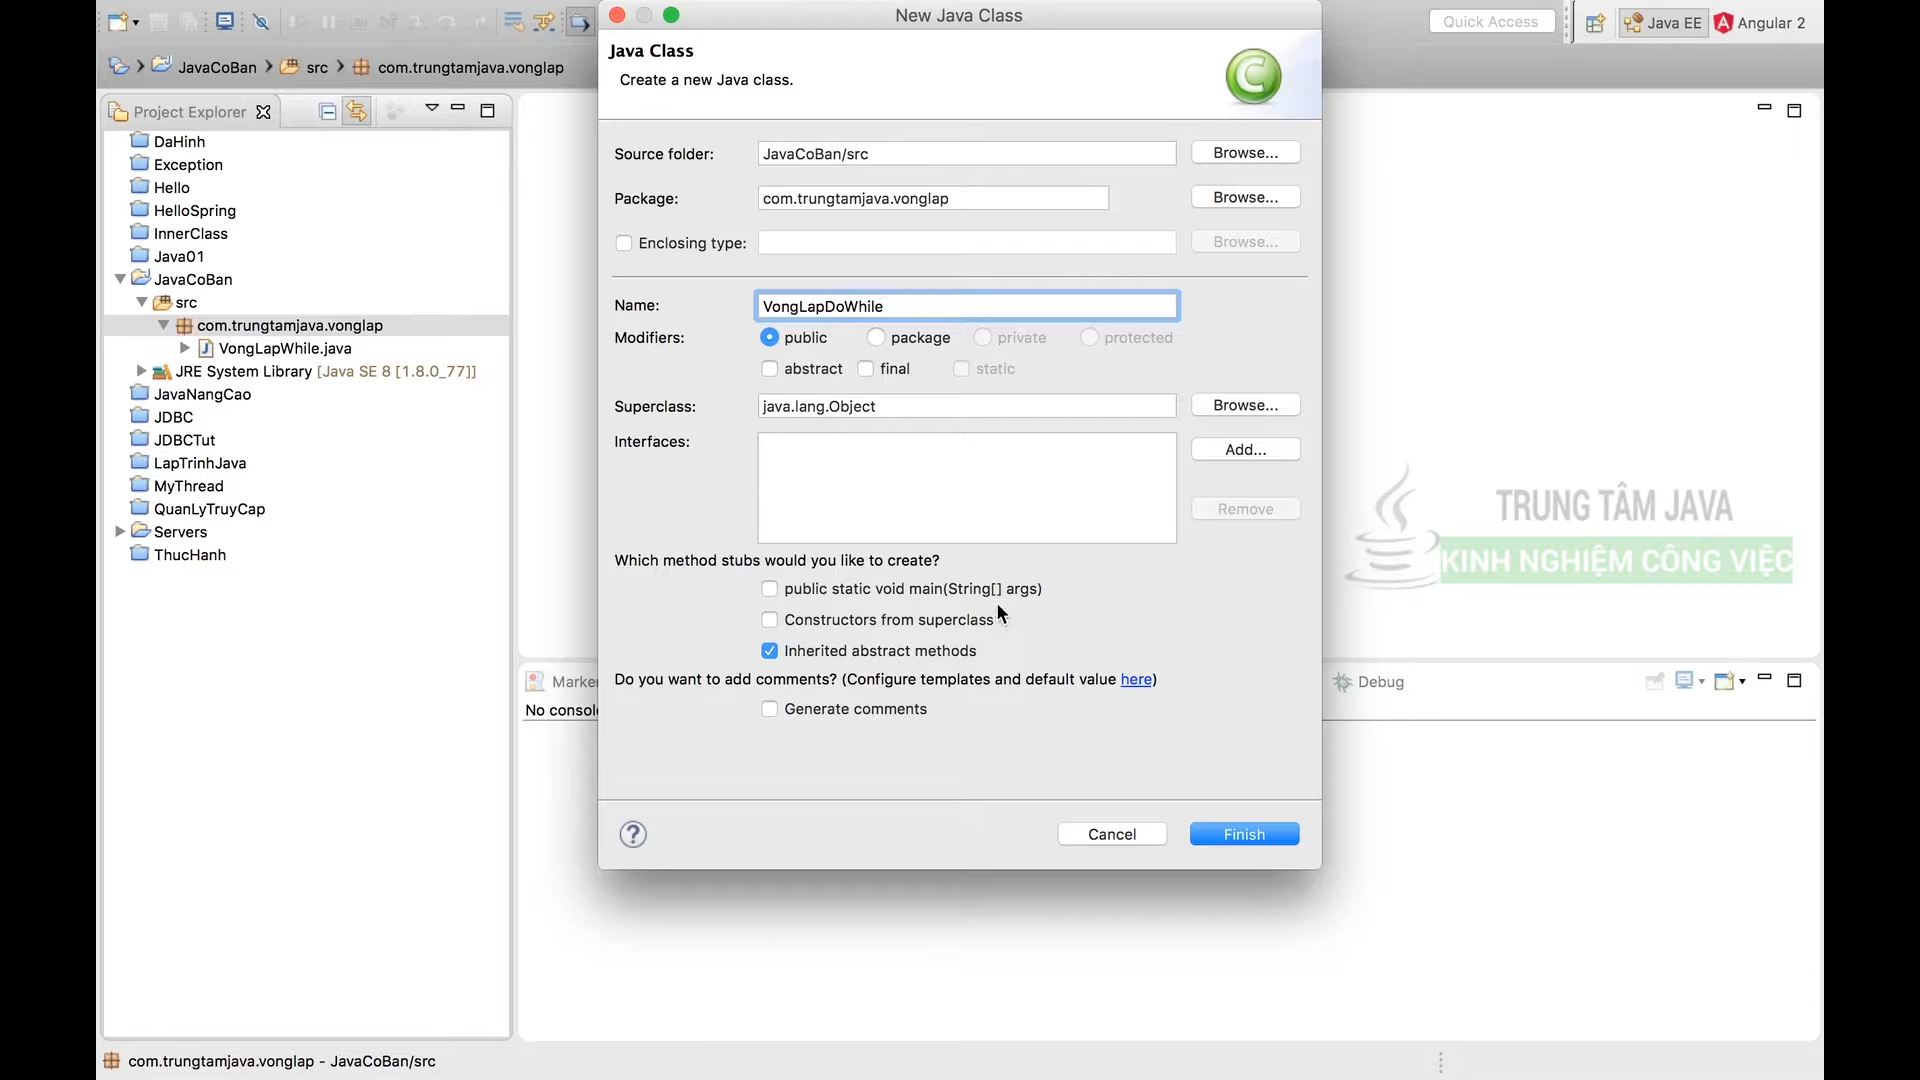 New Java Class
Quick Access
Java EE
Angular 2
JavaCoBan
src
com.trungtamjava.vonglap
Java Class
Create a new Java class.
Project Explorer
DaHinh
Exception
Hello
HelloSpring
InnerClass
Java01
JavaCoBan
src
com.trungtamjava.vonglap
VongLapWhile.java
JRE System Library [Java SE 8 [1.8.0_77]]
JavaNangCao
JDBC
JDBCTut
LapTrinhJava
MyThread
QuanLyTruyCap
Servers
ThucHanh
Source folder: JavaCoBan/src Browse...
Package: com.trungtamjava.vonglap Browse...
Enclosing type: Browse...
Name: VongLapDoWhile
Modifiers: public package private protected
abstract final static
Superclass: java.lang.Object Browse...
Interfaces: Add...
Remove
Which method stubs would you like to create?
public static void main(String[] args)
Constructors from superclass
Inherited abstract methods
Do you want to add comments? (Configure templates and default value here)
Generate comments
? Cancel Finish
TRUNG TÂM JAVA
KINH NGHIỆM CÔNG VIỆC
Marke
Debug
No consol
com.trungtamjava.vonglap - JavaCoBan/src